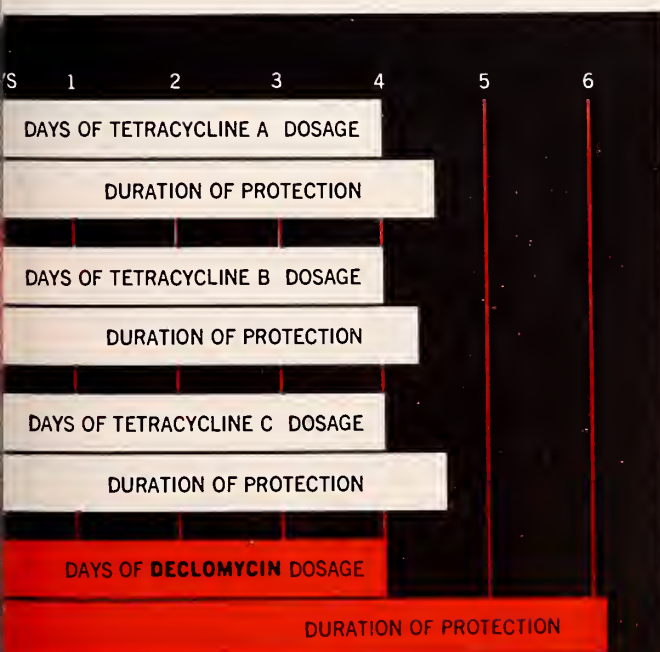 'S 1 2 3 4 5 6
DAYS OF TETRACYCLINE A DOSAGE
DURATION OF PROTECTION
DAYS OF TETRACYCLINE B DOSAGE
DURATION OF PROTECTION
DAYS OF TETRACYCLINE C DOSAGE
DURATION OF PROTECTION
DAYS OF DECLOMYCIN DOSAGE
DURATION OF PROTECTION